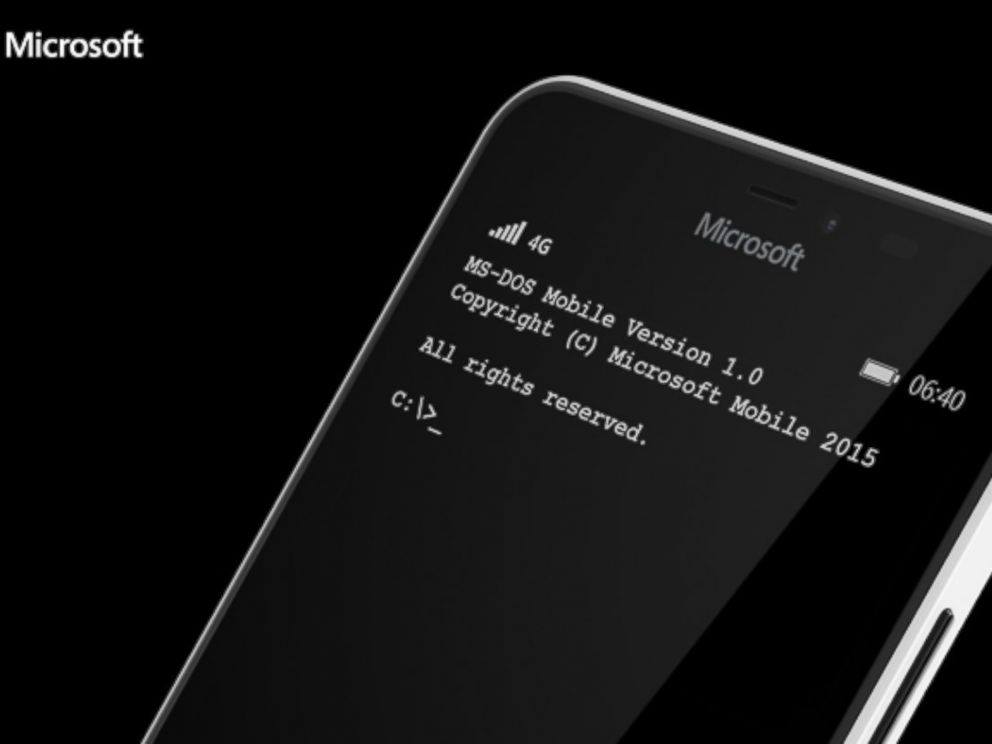 Microsoft
Microsoft
4G
06:40
MS-DOS Mobile Version 1.0
Copyright (C) Microsoft Mobile 2015
All rights reserved.
C:\>_